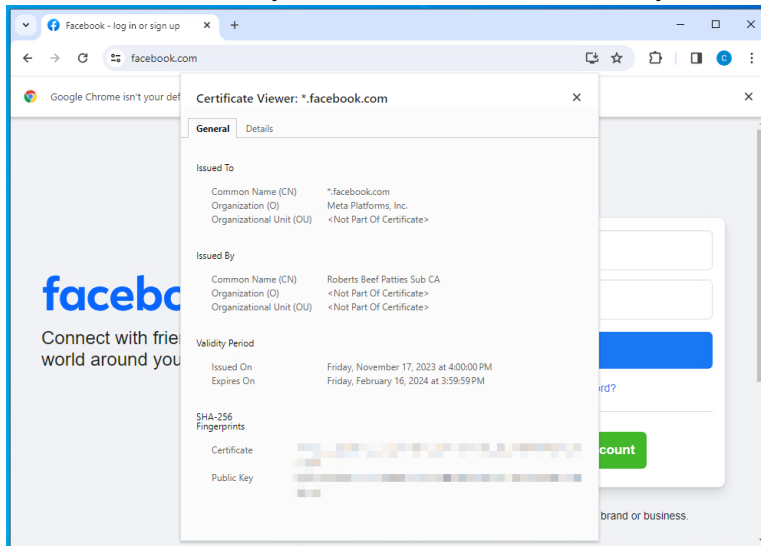 Facebook - log in or sign up
facebook.com
C
Google Chrome isn't your def
Certificate Viewer: *.facebook.com
General Details
Issued To
Common Name (CN) *.facebook.com
Organization (O) Meta Platforms, Inc.
Organizational Unit (OU) <Not Part Of Certificate>
Issued By
Common Name (CN) Roberts Beef Patties Sub CA
Organization (O) <Not Part Of Certificate>
Organizational Unit (OU) <Not Part Of Certificate>
Validity Period
Issued On Friday, November 17, 2023 at 4:00:00 PM
Expires On Friday, February 16, 2024 at 3:59:59 PM
SHA-256
Fingerprints
Certificate
Public Key
facebo
Connect with frie
world around you
rd?
count
brand or business.